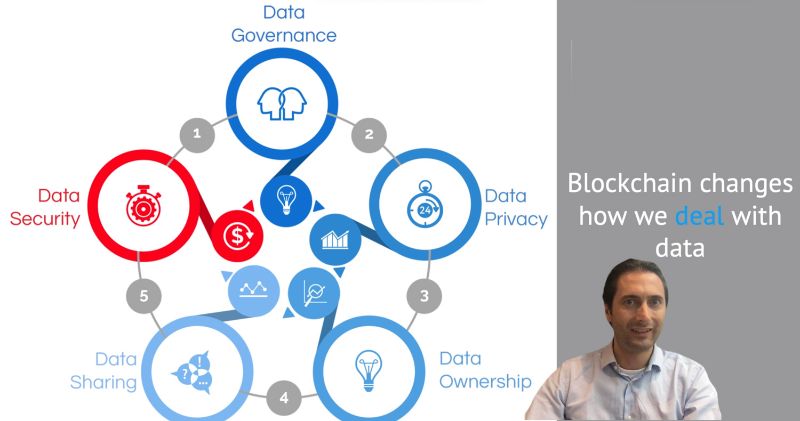 Data
Governance
1
2
Data
Security
Data
Privacy
24
$
5
3
Data
Sharing
?
!
...
4
Data
Ownership
Blockchain changes
how we deal with
data